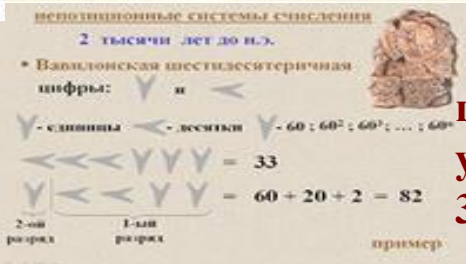 непозиционные системы счисления
2 тысячи лет до н.э.
• Вавилонская шестидесятеричная
цифры: и
- единицы - десятки - 60 ; 60² ; 60³ ; … ; 60ⁿ
= 33
= 60 + 20 + 2 = 82
2-ой разряд
1-ый разряд
пример